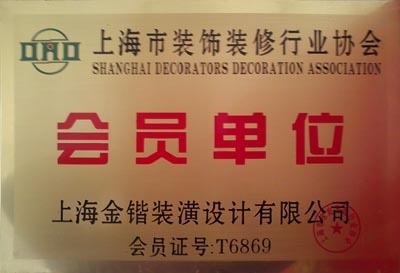 上海市装饰装修行业协会
SHANGHAI DECORATORS DECORATION ASSOCIATION
会员单位
上海金锴装潢设计有限公司
会员证号:T6869